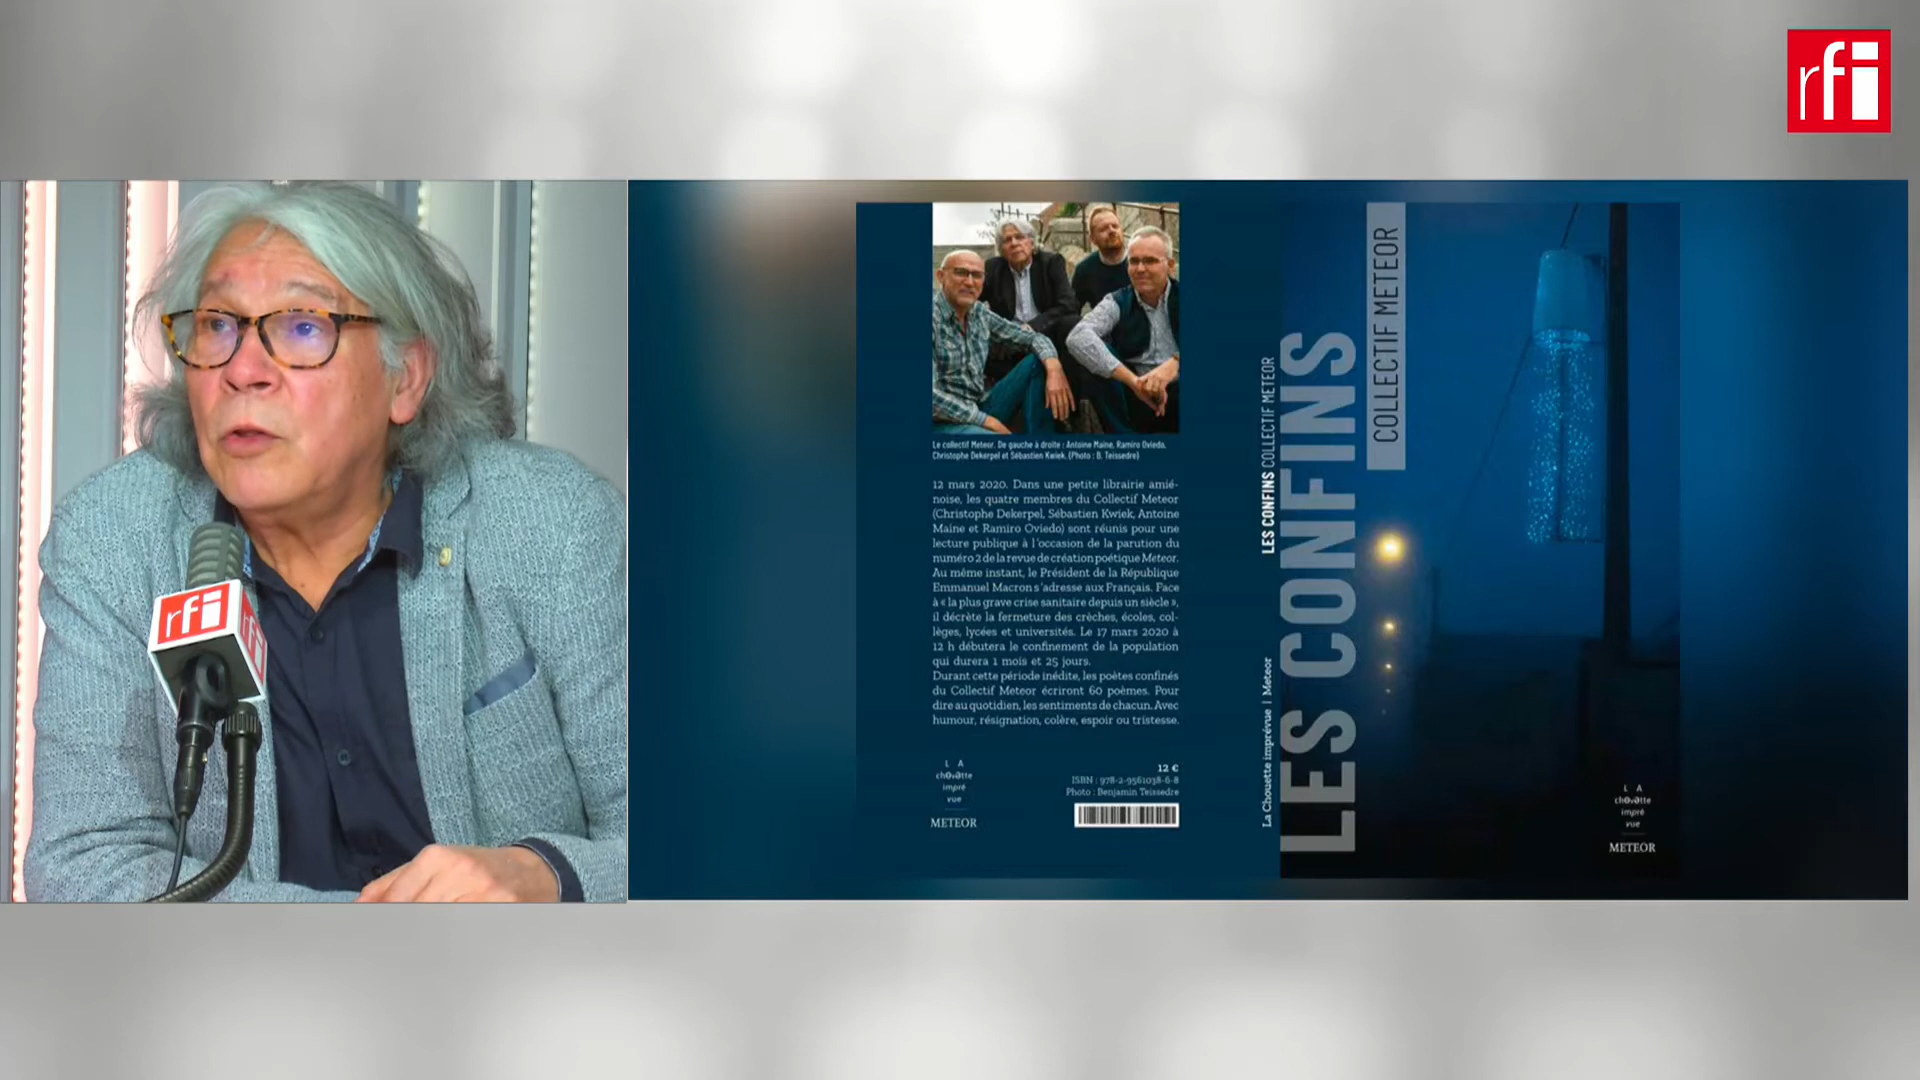 rfi
rfi
rfi
Le collectif Meteor. De gauche à droite : Antoine Maine, Ramiro Oviedo,
Christophe Dekerpel et Sébastien Kwiek. (Photo : B. Teissedre)
12 mars 2020. Dans une petite librairie amié-
noise, les quatre membres du Collectif Meteor
(Christophe Dekerpel, Sébastien Kwiek, Antoine
Maine et Ramiro Oviedo) sont réunis pour une
lecture publique à l'occasion de la parution du
numéro 2 de la revue de création poétique Meteor.
Au même instant, le Président de la République
Emmanuel Macron s'adresse aux Français. Face
à « la plus grave crise sanitaire depuis un siècle »,
il décrète la fermeture des crèches, écoles, col-
lèges, lycées et universités. Le 17 mars 2020 à
12 h débutera le confinement de la population
qui durera 1 mois et 25 jours.
Durant cette période inédite, les poètes confinés
du Collectif Meteor écriront 60 poèmes. Pour
dire au quotidien, les sentiments de chacun. Avec
humour, résignation, colère, espoir ou tristesse.
LA
chouette
impré
vue
METEOR
12 €
ISBN : 978-2-9561038-6-8
Photo : Benjamin Teissedre
LES CONFINS COLLECTIF METEOR
La Chouette imprévue | Meteor
LES CONFINS
COLLECTIF METEOR
LA
chouette
impré
vue
METEOR